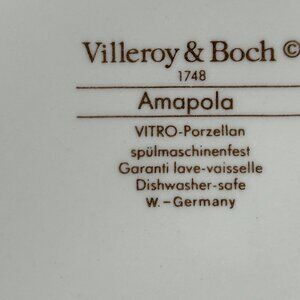 Villeroy & Boch ©
1748
Amapola
VITRO-Porzellan
spülmaschinenfest
Garanti lave-vaisselle
Dishwasher-safe
W.-Germany